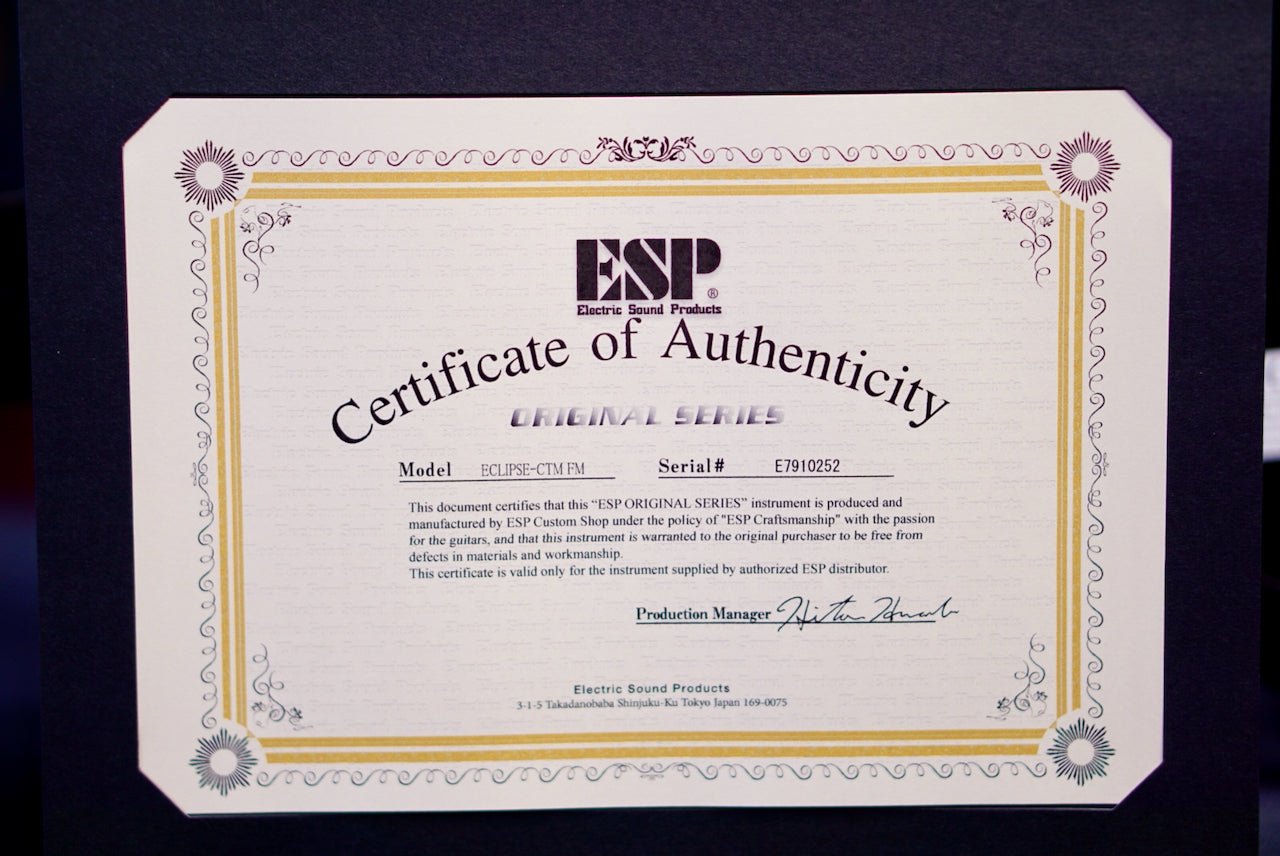 ESP®
Electric Sound Products
Certificate of Authenticity
ORIGINAL SERIES
Model ECLIPSE-CTM FM Serial# E7910252
This document certifies that this “ESP ORIGINAL SERIES” instrument is produced and
manufactured by ESP Custom Shop under the policy of "ESP Craftsmanship" with the passion
for the guitars, and that this instrument is warranted to the original purchaser to be free from
defects in materials and workmanship.
This certificate is valid only for the instrument supplied by authorized ESP distributor.
Production Manager
Electric Sound Products
3-1-5 Takadanobaba Shinjuku-Ku Tokyo Japan 169-0075